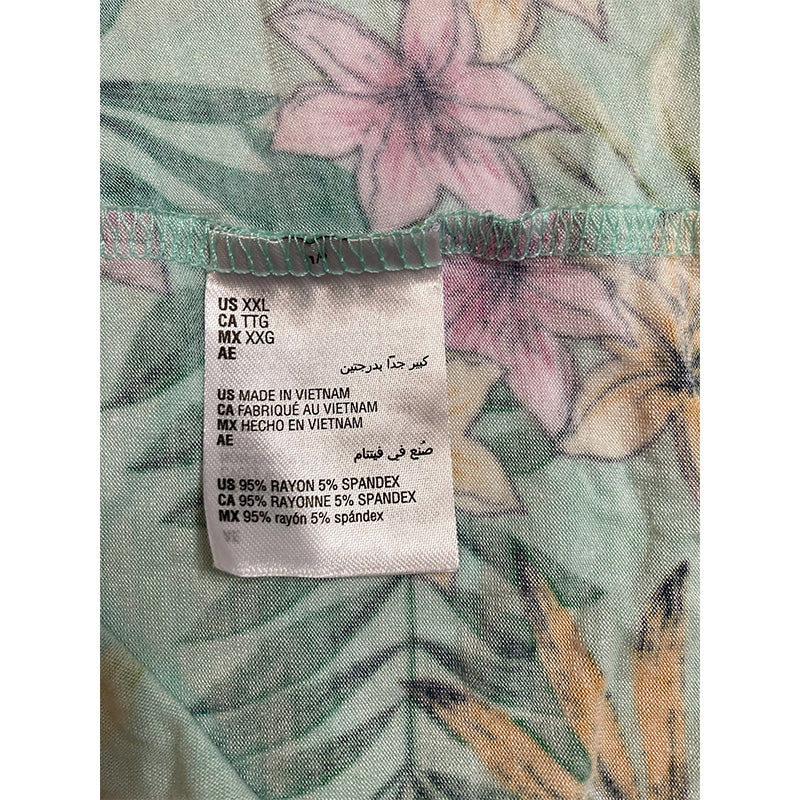 US XXL
CA TTG
MX XXG
AE
كبير جدًا بدرجتين
US MADE IN VIETNAM
CA FABRIQUÉ AU VIETNAM
MX HECHO EN VIETNAM
AE
صُنع في فيتنام
US 95% RAYON 5% SPANDEX
CA 95% RAYONNE 5% SPANDEX
MX 95% rayón 5% spándex